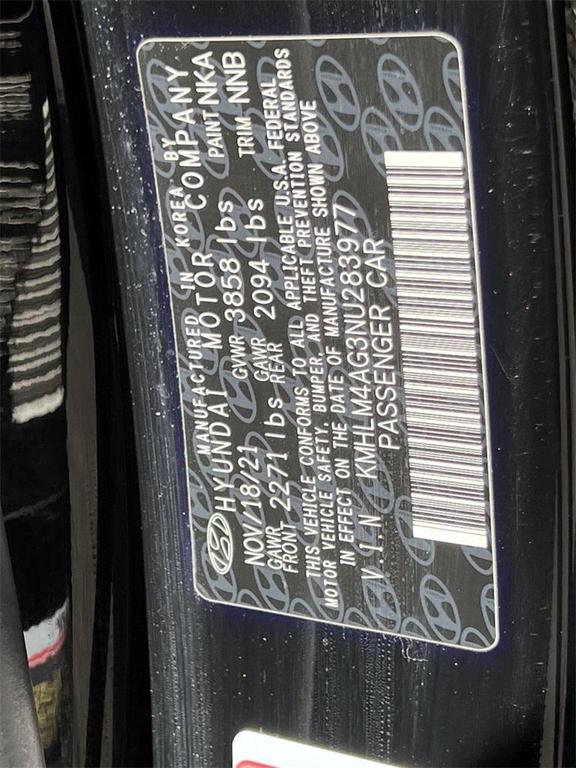 MANUFACTURED IN KOREA BY
HYUNDAI MOTOR COMPANY
NOV/18/21 GVWR 3858 lbs PAINT NKA
GAWR FRONT 2271 lbs GAWR REAR 2094 lbs TRIM NNB
THIS VEHICLE CONFORMS TO ALL APPLICABLE U.S.A. FEDERAL
MOTOR VEHICLE SAFETY, BUMPER, AND THEFT PREVENTION STANDARDS
IN EFFECT ON THE DATE OF MANUFACTURE SHOWN ABOVE
V.I.N KMHLM4AG3NU283977
PASSENGER CAR